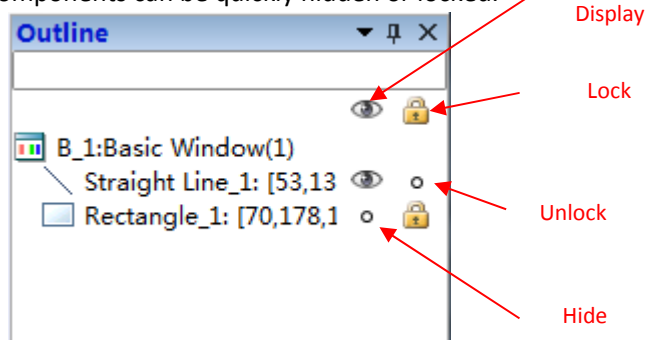 omponents can be quickly hidden or locked.
Display
Outline
Lock
B_1:Basic Window(1)
Straight Line_1: [53,13
Rectangle_1: [70,178,1
Unlock
Hide